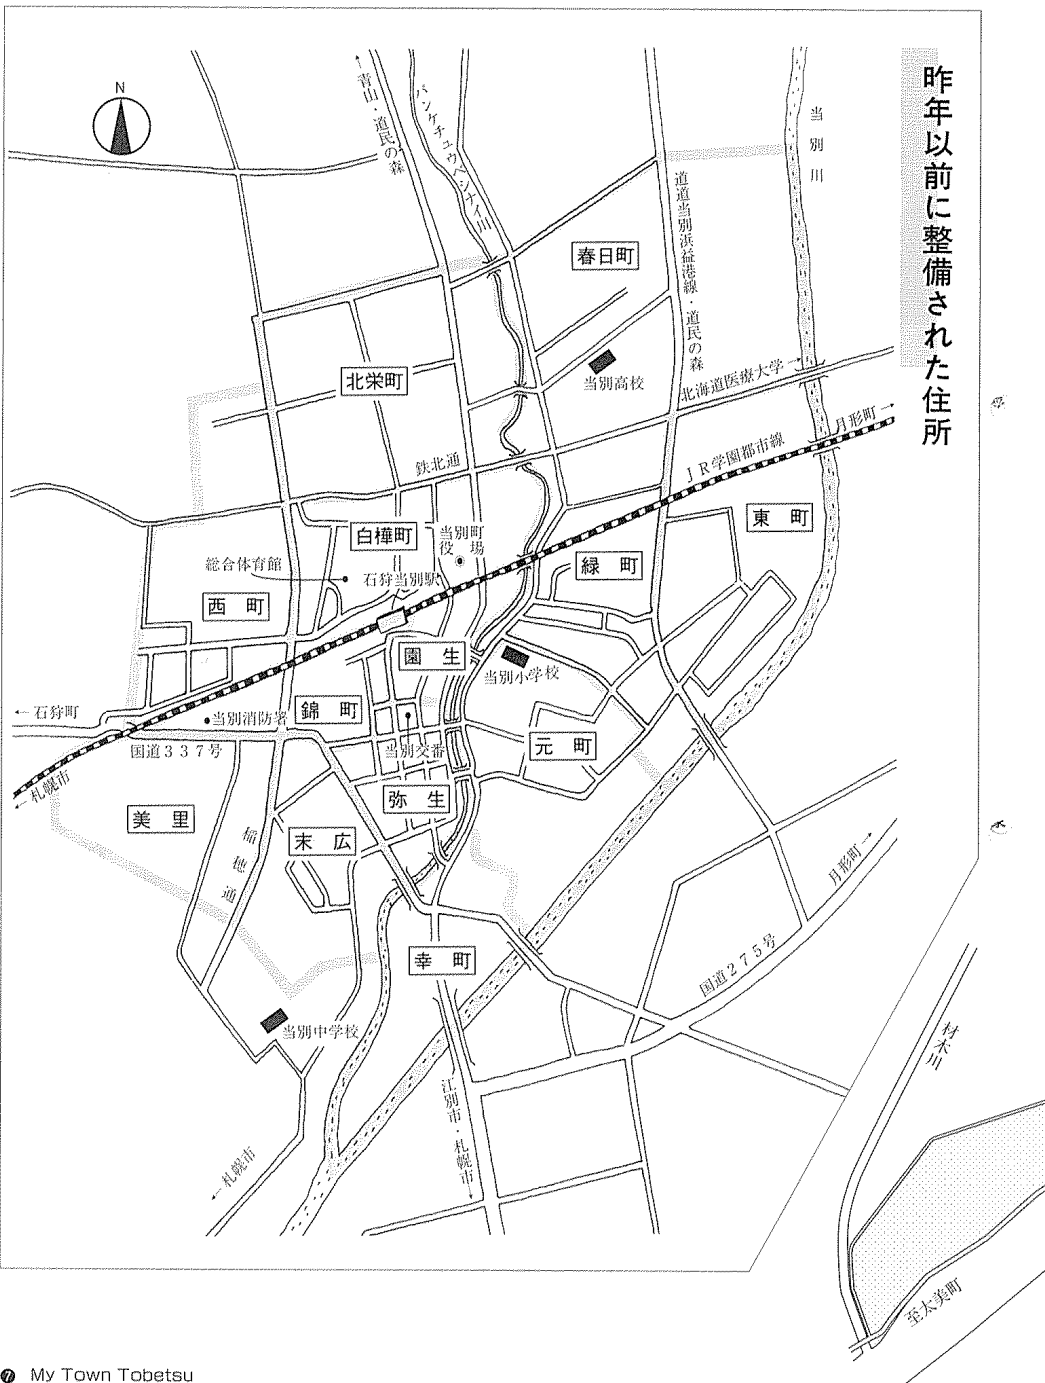 昨年以前に整備された住所
N
←青山・道民の森
パンケチュウベシナイ川
当別川
道道当別浜益港線・道民の森
春日町
当別高校
北海道医療大学→
北栄町
月形町→
鉄北通
JR学園都市線
東町
白樺町
当別町役場
総合体育館
石狩当別駅
緑町
西町
園生
当別小学校
←石狩町
当別消防署
錦町
国道337号
当別交番
元町
←札幌市
美里
弥生
稲穂通
末広
月形町→
幸町
国道275号
当別中学校
材木川
江別市・札幌市→
←札幌市
至太美町
7 My Town Tobetsu